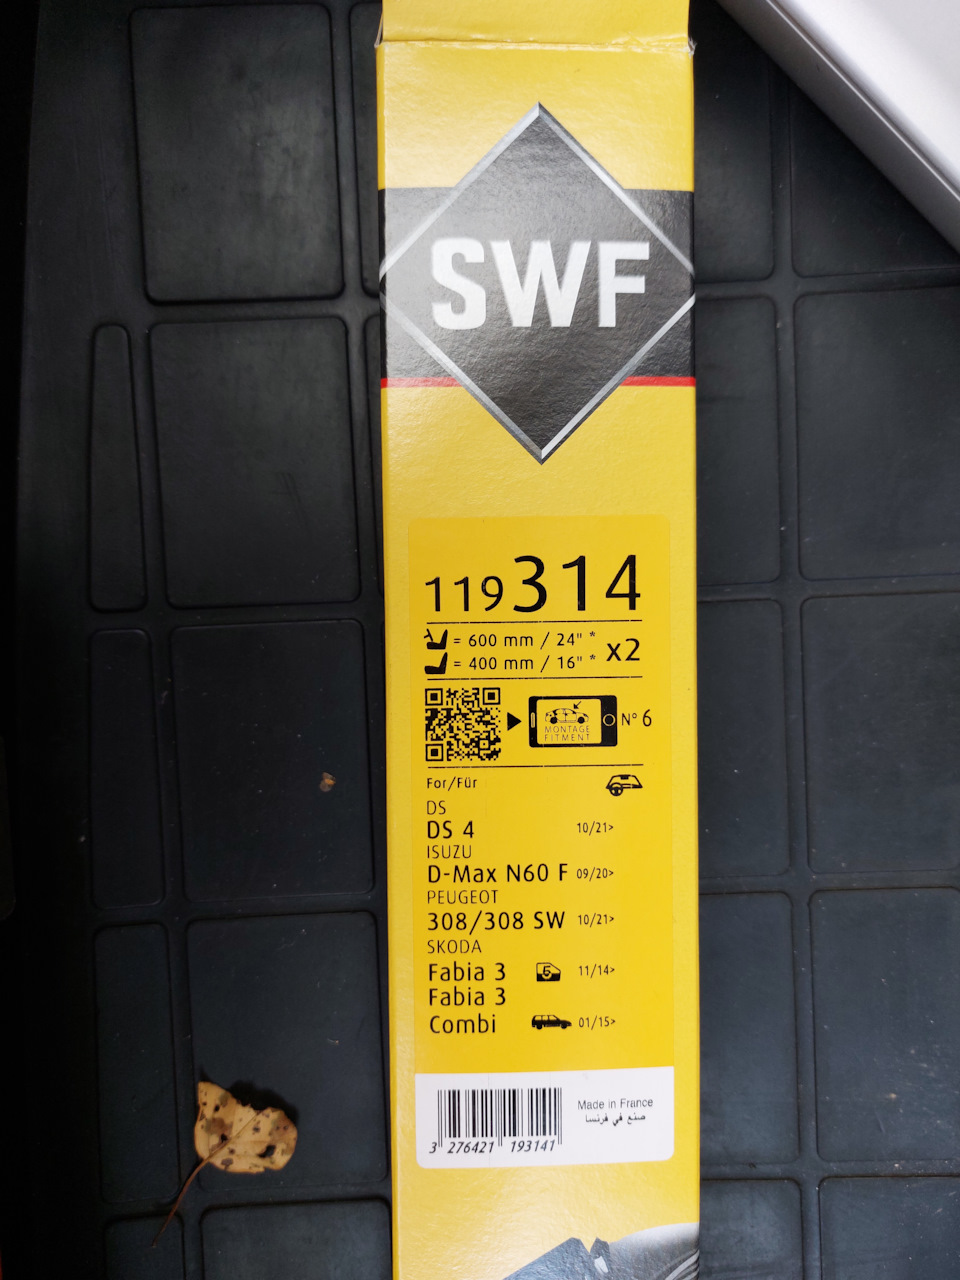 SWF
119314
= 600 mm / 24" *
= 400 mm / 16" *
x2
MONTAGE
FITMENT
N° 6
For/Für
DS
DS 4 10/21>
ISUZU
D-Max N60 F 09/20>
PEUGEOT
308/308 SW 10/21>
SKODA
Fabia 3 5 11/14>
Fabia 3
Combi 01/15>
Made in France
صنع في فرنسا
3 276421 193141